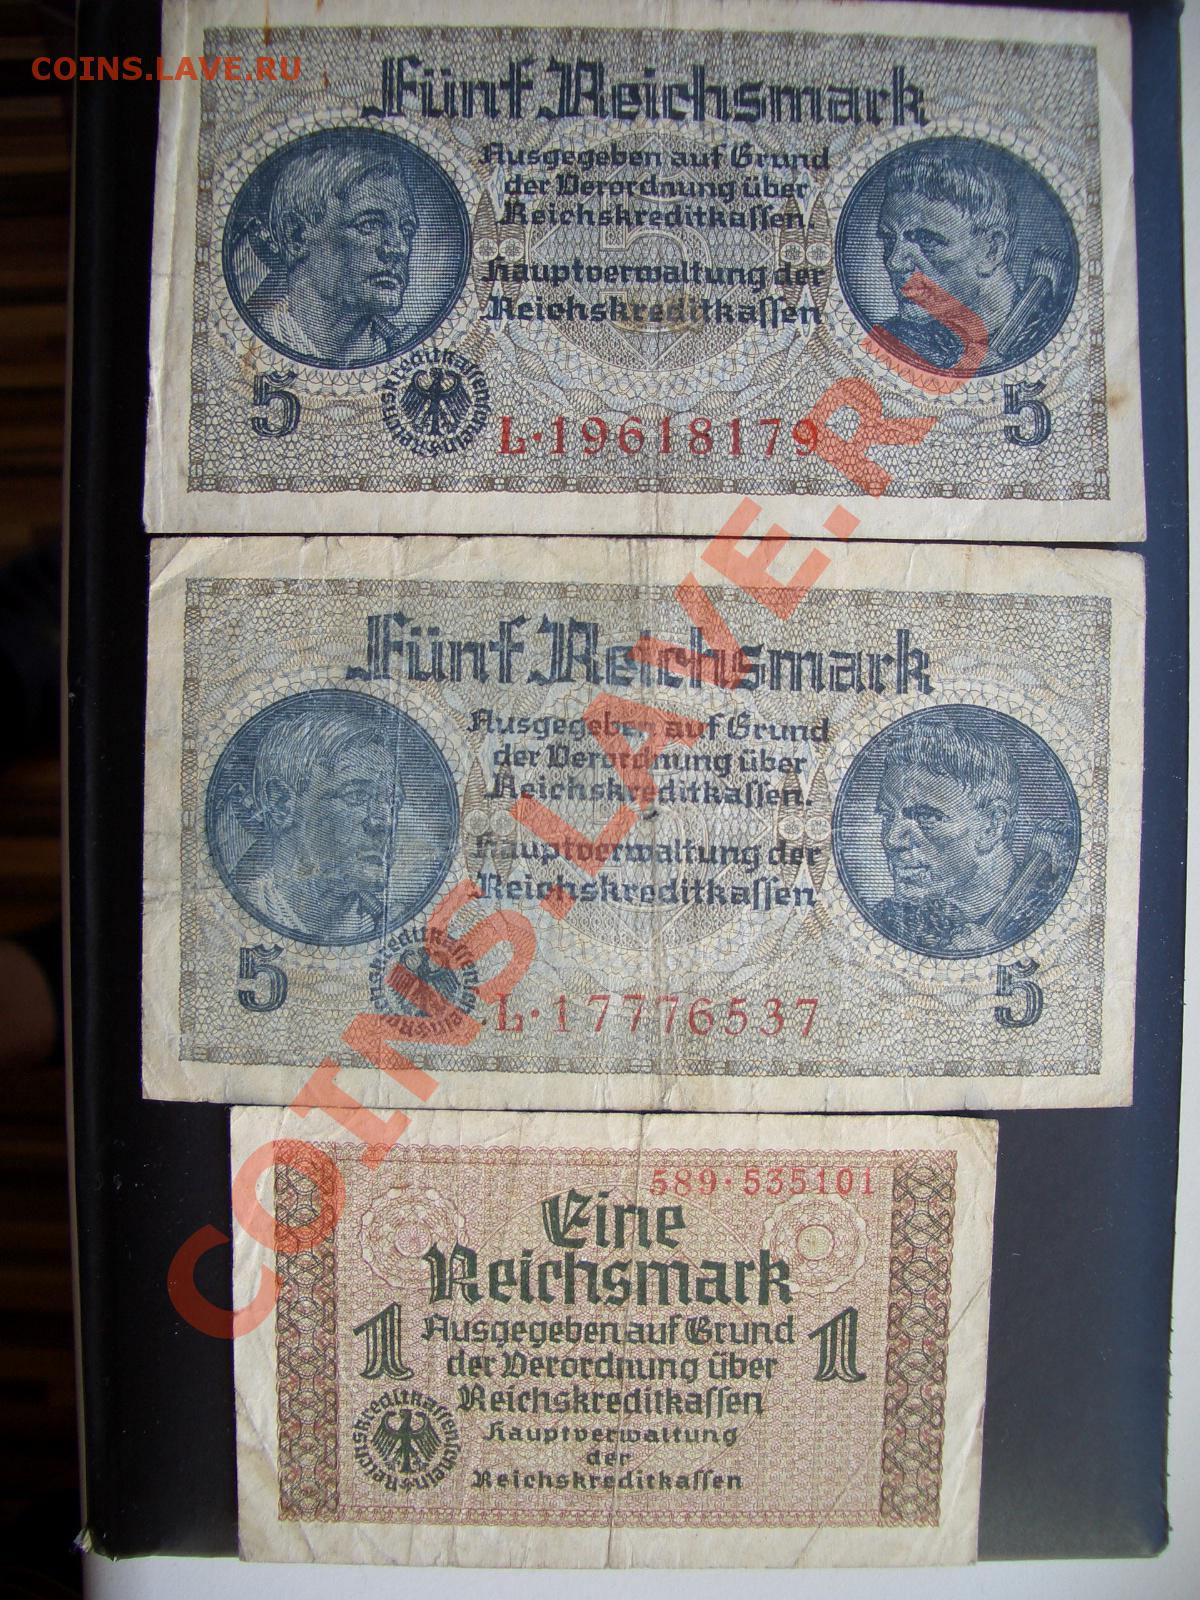 COINS.LAVE.RU
Fünf Reichsmark
Ausgegeben auf Grund
der Verordnung über
Reichskreditkassen.
Hauptverwaltung der
Reichskreditkassen
5
Reichskreditkassenschein
5
L·19618179
Fünf Reichsmark
Ausgegeben auf Grund
der Verordnung über
Reichskreditkassen.
Hauptverwaltung der
Reichskreditkassen
5
5
L·17776537
589·535101
Eine
Reichsmark
1
Ausgegeben auf Grund
1
der Verordnung über
Reichskreditkassen
Hauptverwaltung
der
Reichskreditkassen
Reichskreditkassenschein
COINS.LAVE.RU